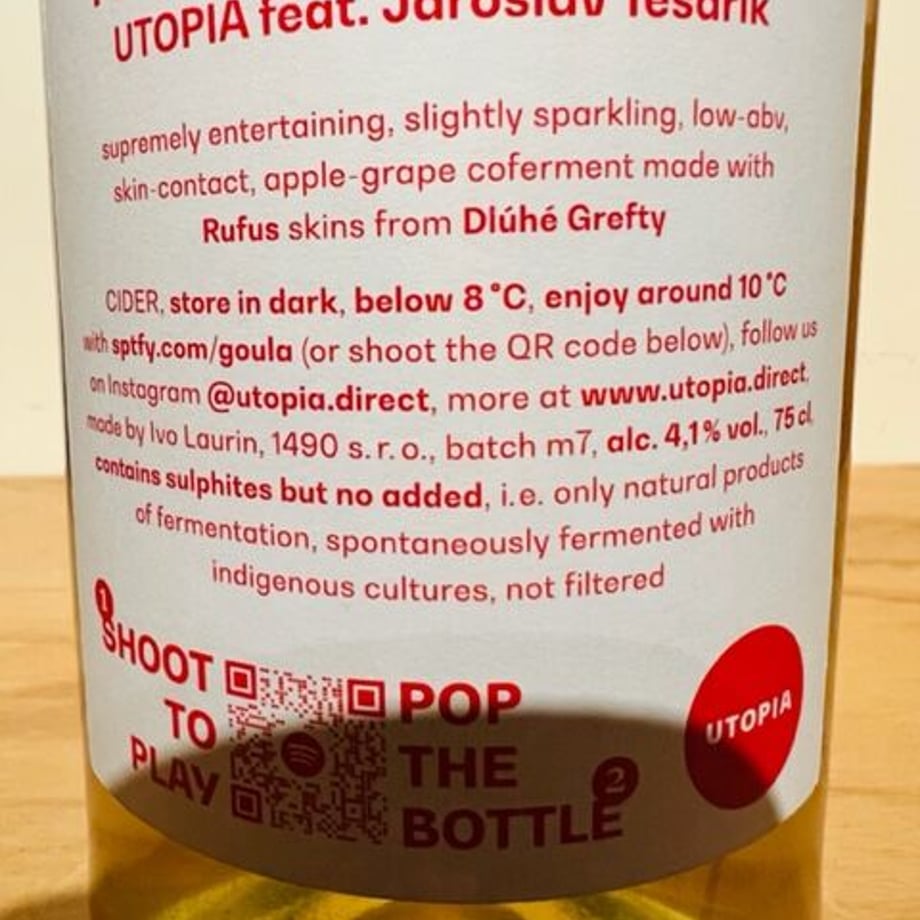 UTOPIA feat. Jaroslav Tesařík
supremely entertaining, slightly sparkling, low-abv,
skin-contact, apple-grape coferment made with
Rufus skins from Dlúhé Grefty
CIDER, store in dark, below 8 °C, enjoy around 10 °C
with sptfy.com/goula (or shoot the QR code below), follow us
on Instagram @utopia.direct, more at www.utopia.direct,
made by Ivo Laurin, 1490 s. r. o., batch m7, alc. 4,1 % vol., 75 cl,
contains sulphites but no added, i.e. only natural products
of fermentation, spontaneously fermented with
indigenous cultures, not filtered
1
SHOOT
TO
PLAY
POP
THE
BOTTLE
2
UTOPIA